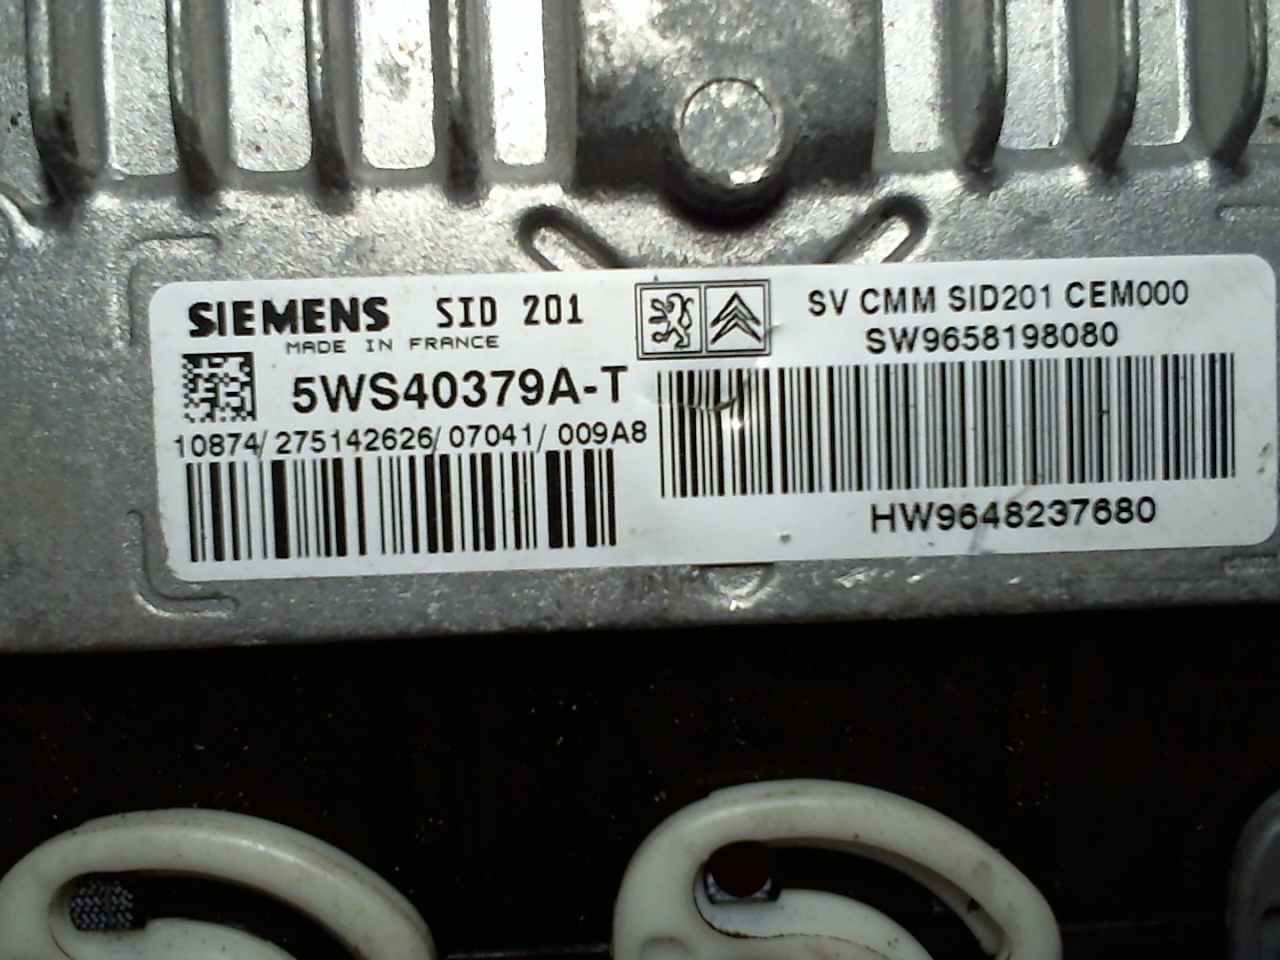 SIEMENS SID 201
MADE IN FRANCE
5WS40379A-T
10874/275142626/07041/009A8
SV CMM SID201 CEM000
SW9658198080
HW9648237680